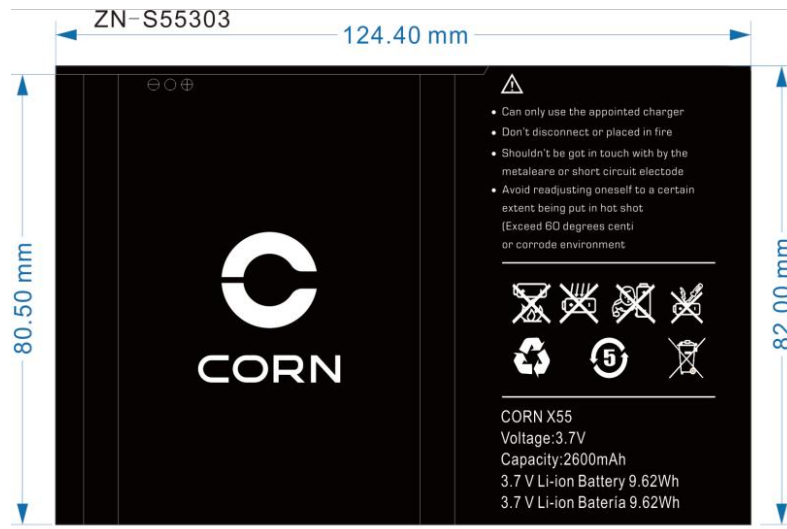 ZN-S55303
124.40 mm
80.50 mm
82.00 mm
• Can only use the appointed charger
• Don't disconnect or placed in fire
• Shouldn't be got in touch with by the
metaleare or short circuit electode
• Avoid readjusting oneself to a certain
extent being put in hot shot
(Exceed 60 degrees centi
or corrode environment
CORN
5
CORN X55
Voltage:3.7V
Capacity:2600mAh
3.7 V Li-ion Battery 9.62Wh
3.7 V Li-ion Batería 9.62Wh